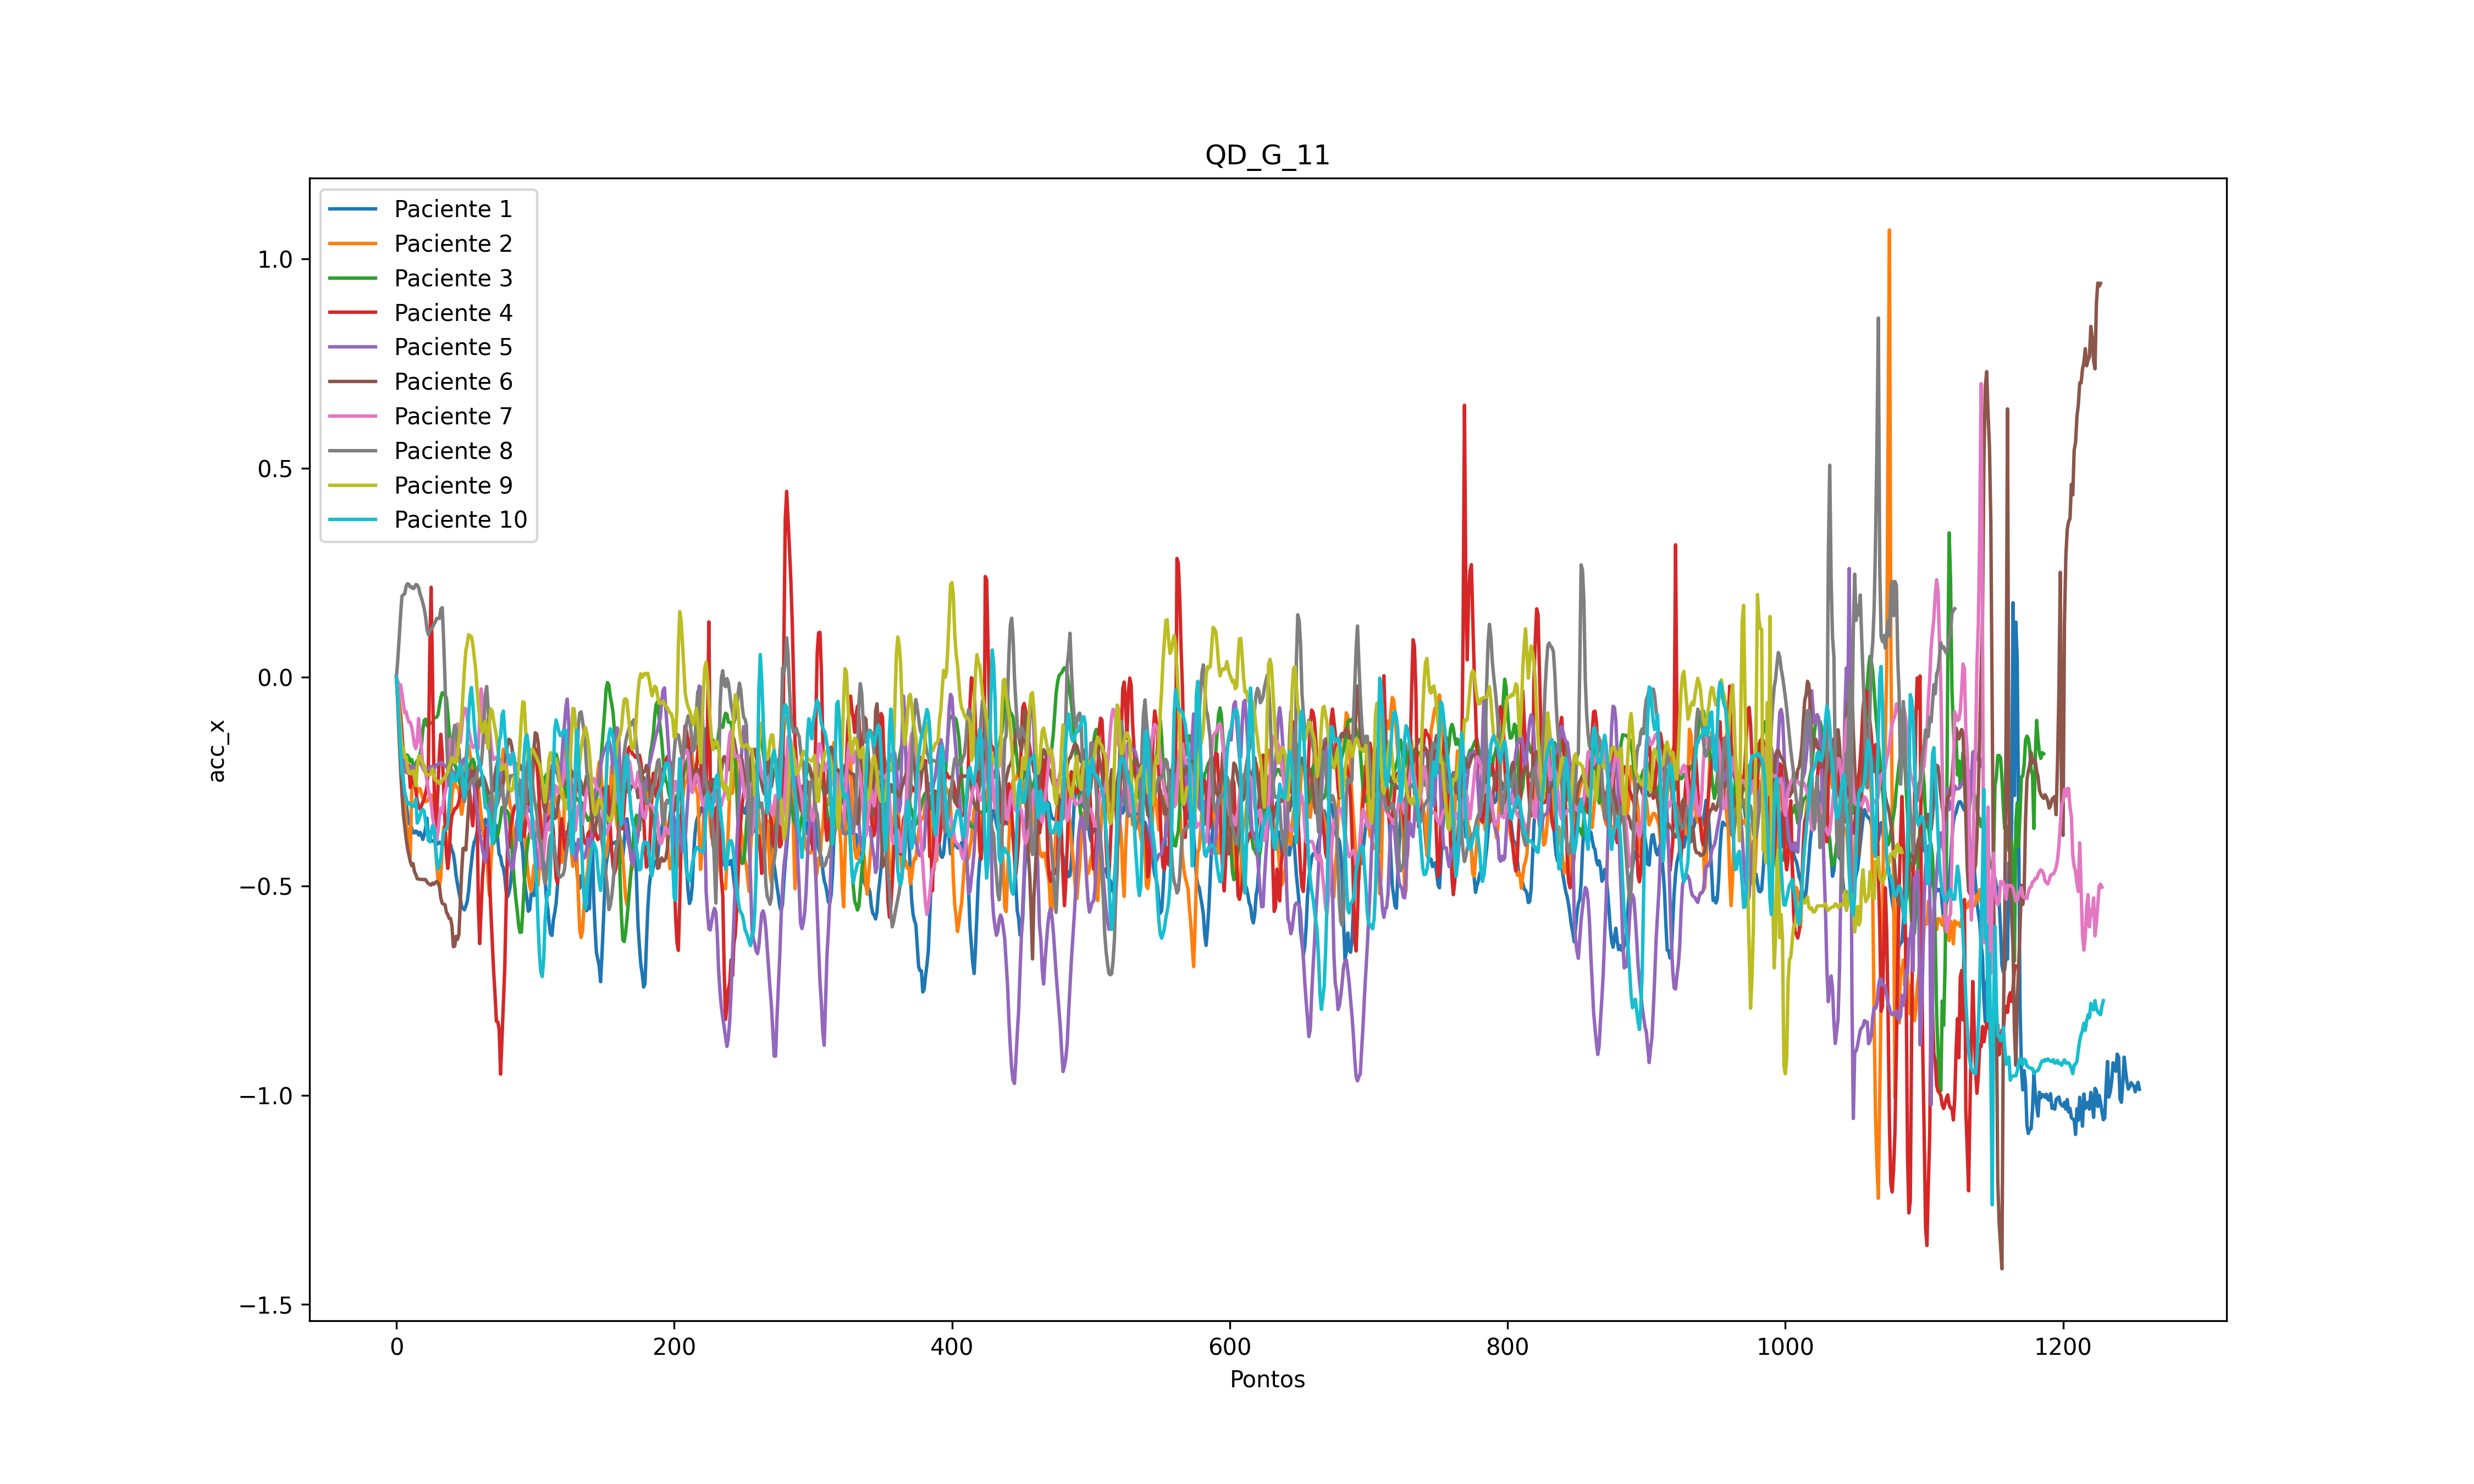 QD_G_11
Paciente 1
Paciente 2
Paciente 3
Paciente 4
Paciente 5
Paciente 6
Paciente 7
Paciente 8
Paciente 9
Paciente 10
1.0
0.5
0.0
−0.5
−1.0
−1.5
acc_x
0 200 400 600 800 1000 1200
Pontos